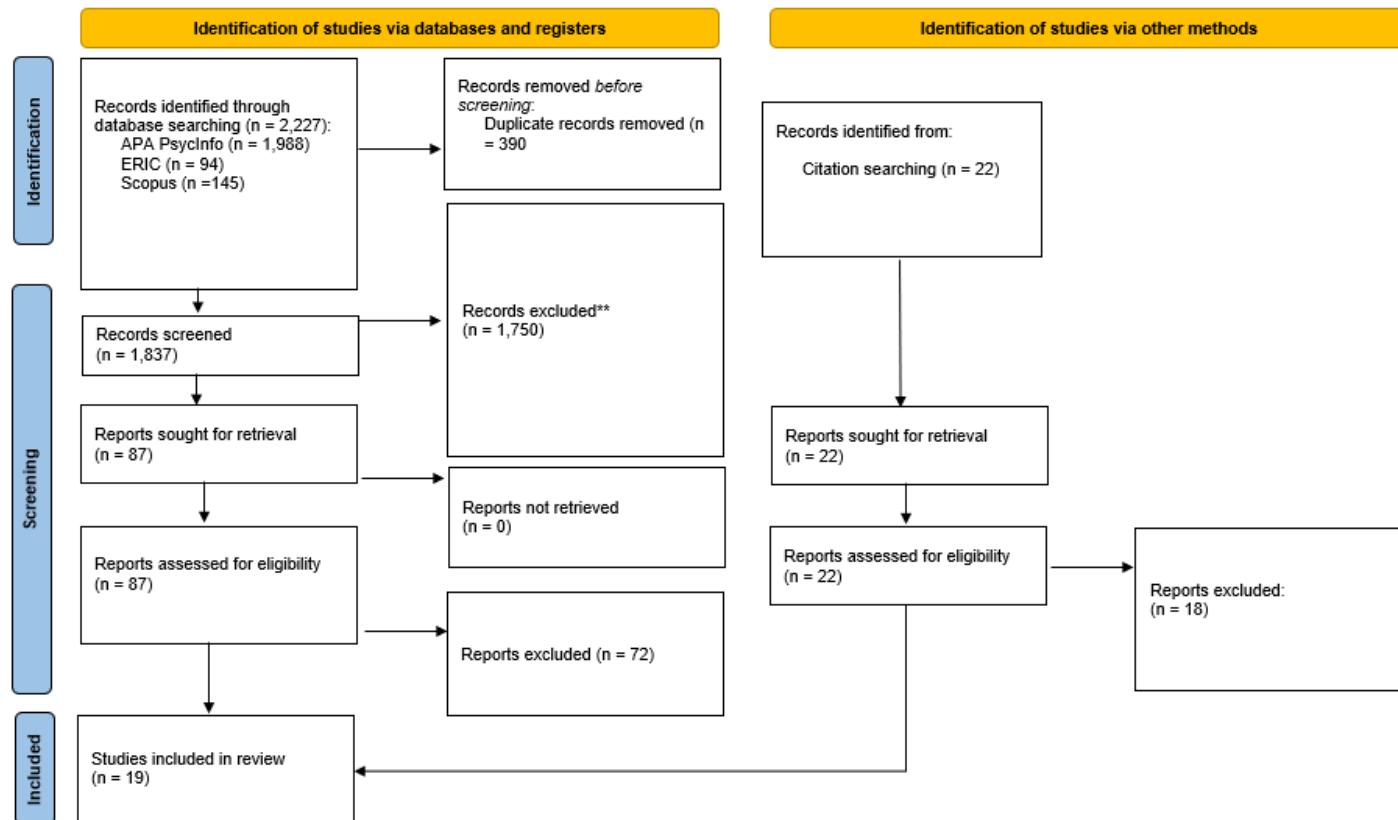 Identification of studies via databases and registers
Identification of studies via other methods
Identification
Records identified through
database searching (n = 2,227):
APA PsycInfo (n = 1,988)
ERIC (n = 94)
Scopus (n =145)
Records removed before
screening:
Duplicate records removed (n
= 390
Records identified from:
Citation searching (n = 22)
Screening
Records screened
(n = 1,837)
Records excluded**
(n = 1,750)
Reports sought for retrieval
(n = 87)
Reports not retrieved
(n = 0)
Reports sought for retrieval
(n = 22)
Reports assessed for eligibility
(n = 87)
Reports excluded (n = 72)
Reports assessed for eligibility
(n = 22)
Reports excluded:
(n = 18)
Included
Studies included in review
(n = 19)